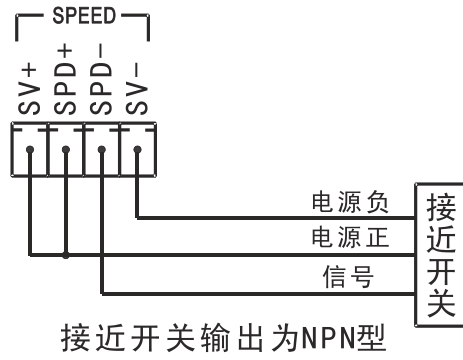 SPEED
SV+
SPD+
SPD-
SV-
电源负
电源正
信号
接近开关
接近开关输出为NPN型